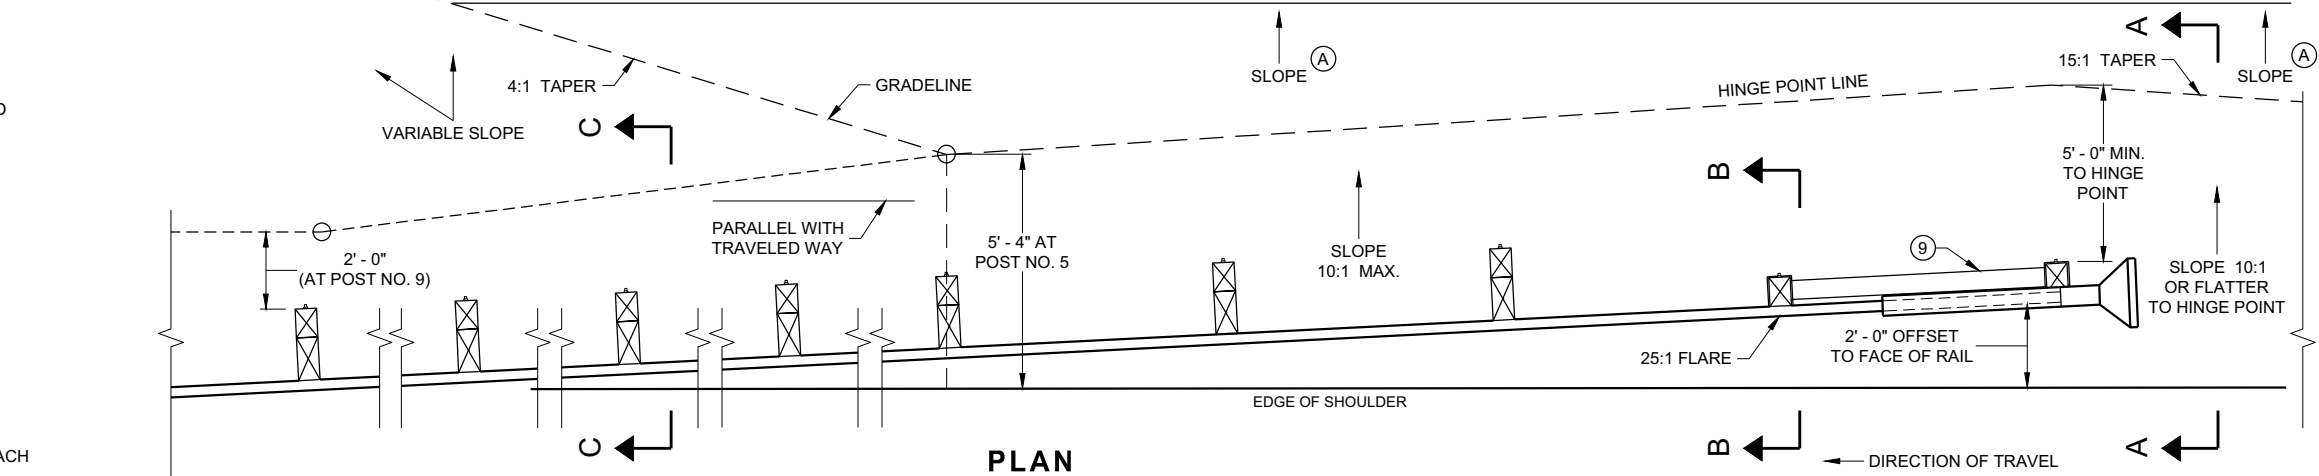 A
A
15:1 TAPER
A
SLOPE
SLOPE
4:1 TAPER
GRADELINE
HINGE POINT LINE
VARIABLE SLOPE
C
5' - 0" MIN.
TO HINGE
POINT
B
PARALLEL WITH
TRAVELED WAY
5' - 4" AT
POST NO. 5
SLOPE
10:1 MAX.
9
2' - 0"
(AT POST NO. 9)
SLOPE 10:1
OR FLATTER
TO HINGE POINT
25:1 FLARE
2' - 0" OFFSET
TO FACE OF RAIL
EDGE OF SHOULDER
C
B
A
ACH
PLAN
DIRECTION OF TRAVEL